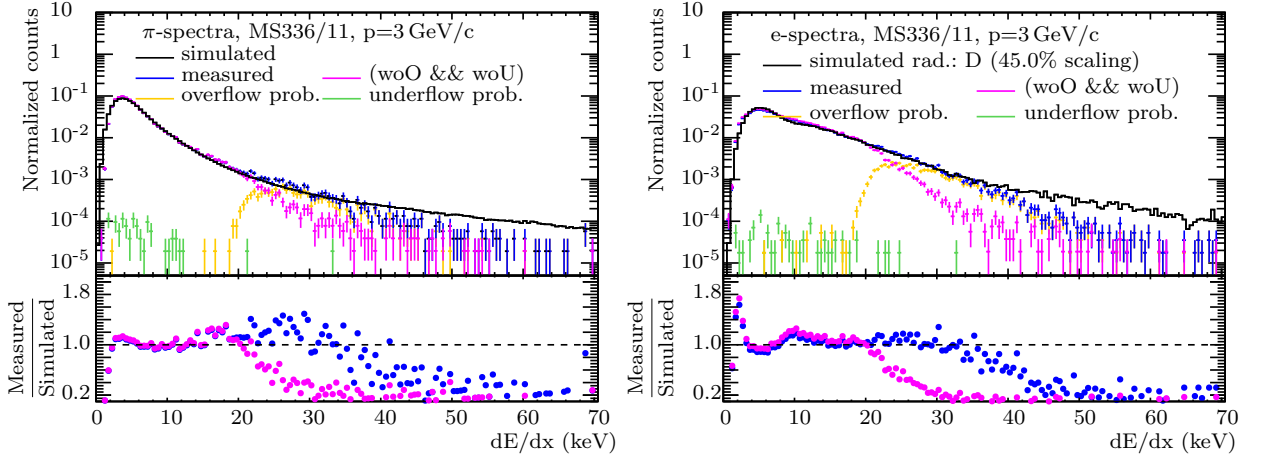 π-spectra, MS336/11, p=3 GeV/c
simulated
measured
(woO && woU)
overflow prob.
underflow prob.
Normalized counts
10
1
10⁻¹
10⁻²
10⁻³
10⁻⁴
10⁻⁵
Measured
Simulated
1.8
1.0
0.2
0 10 20 30 40 50 60 70
dE/dx (keV)
e-spectra, MS336/11, p=3 GeV/c
simulated rad.: D (45.0% scaling)
measured
(woO && woU)
overflow prob.
underflow prob.
Normalized counts
10
1
10⁻¹
10⁻²
10⁻³
10⁻⁴
10⁻⁵
Measured
Simulated
1.8
1.0
0.2
0 10 20 30 40 50 60 70
dE/dx (keV)